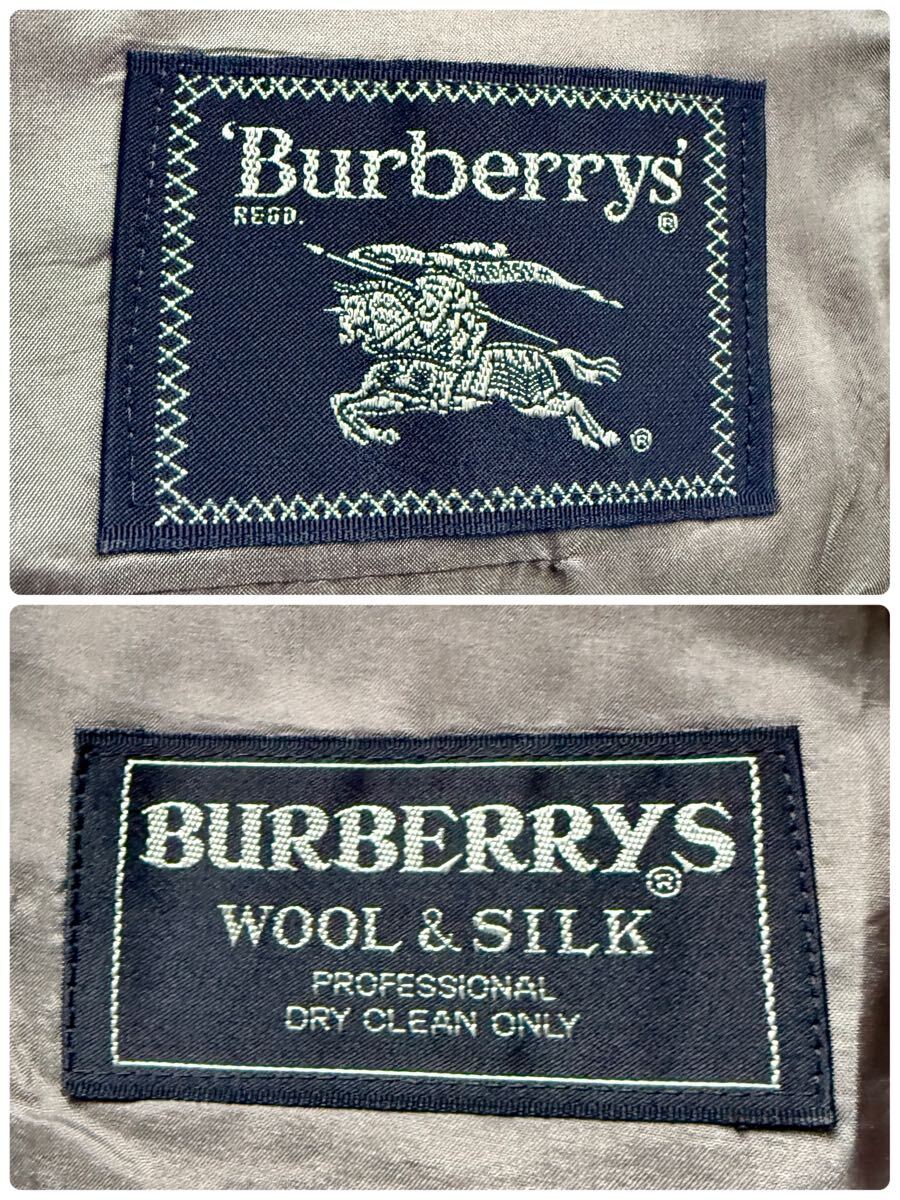 'Burberrys'
REGD. ®
®
BURBERRYS
®
WOOL & SILK
PROFESSIONAL
DRY CLEAN ONLY